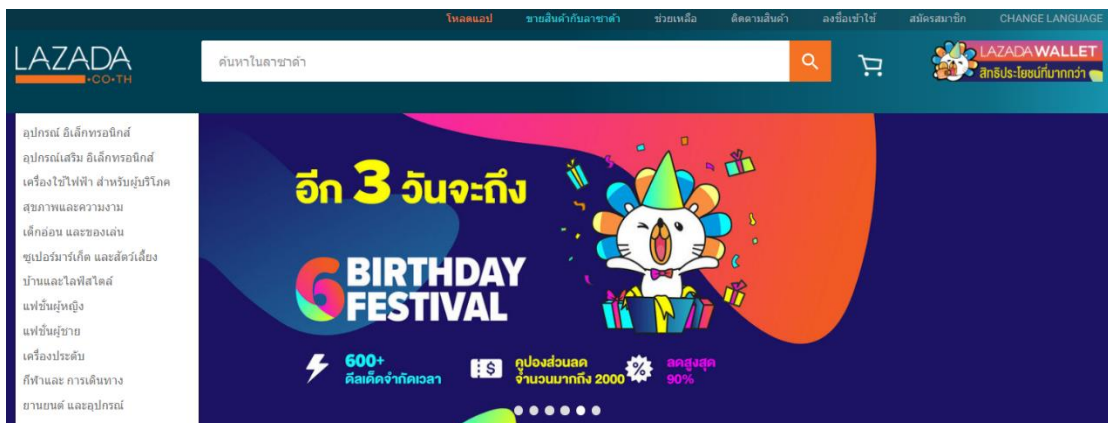 โหลดแอป ขายสินค้ากับลาซาด้า ช่วยเหลือ ติดตามสินค้า ลงชื่อเข้าใช้ สมัครสมาชิก CHANGE LANGUAGE
LAZADA
.CO.TH
ค้นหาในลาซาด้า
LAZADA WALLET
สิทธิประโยชน์ที่มากกว่า
อุปกรณ์ อิเล็กทรอนิกส์
อุปกรณ์เสริม อิเล็กทรอนิกส์
เครื่องใช้ไฟฟ้า สำหรับผู้บริโภค
สุขภาพและความงาม
เด็กอ่อน และของเล่น
ซูเปอร์มาร์เก็ต และสัตว์เลี้ยง
บ้านและไลฟ์สไตล์
แฟชั่นผู้หญิง
แฟชั่นผู้ชาย
เครื่องประดับ
กีฬาและ การเดินทาง
ยานยนต์ และอุปกรณ์
อีก 3 วันจะถึง
6 BIRTHDAY
FESTIVAL
600+
ดีลเด็ดจำกัดเวลา
คูปองส่วนลด
จำนวนมากถึง 2000
ลดสูงสุด
90%